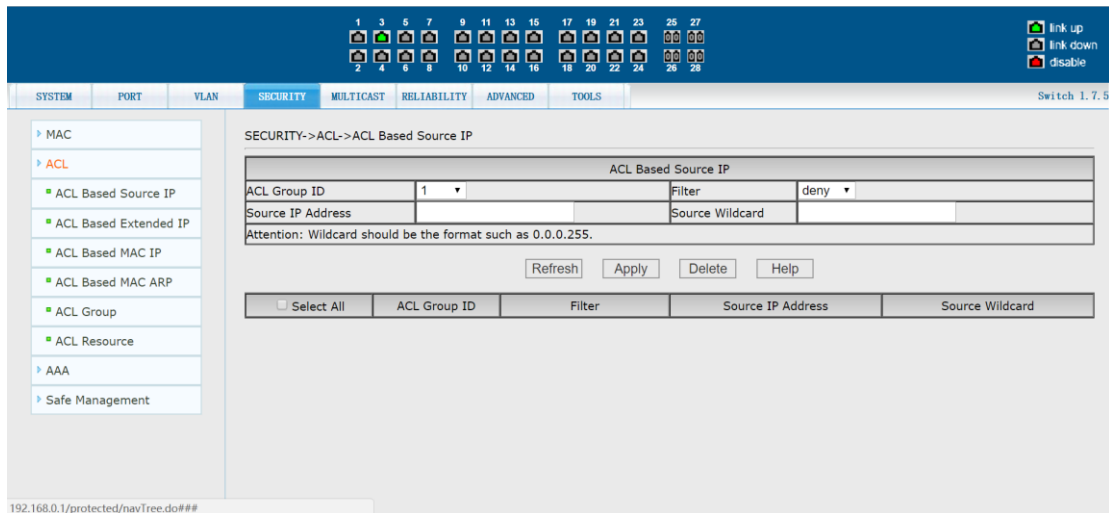 1 3 5 7 9 11 13 15 17 19 21 23 25 27
2 4 6 8 10 12 14 16 18 20 22 24 26 28
link up
link down
disable
SYSTEM PORT VLAN SECURITY MULTICAST RELIABILITY ADVANCED TOOLS Switch 1.7.5
MAC
ACL
ACL Based Source IP
ACL Based Extended IP
ACL Based MAC IP
ACL Based MAC ARP
ACL Group
ACL Resource
AAA
Safe Management
SECURITY->ACL->ACL Based Source IP
ACL Based Source IP
ACL Group ID 1 Filter deny
Source IP Address Source Wildcard
Attention: Wildcard should be the format such as 0.0.0.255.
Refresh Apply Delete Help
Select All ACL Group ID Filter Source IP Address Source Wildcard
192.168.0.1/protected/navTree.do###